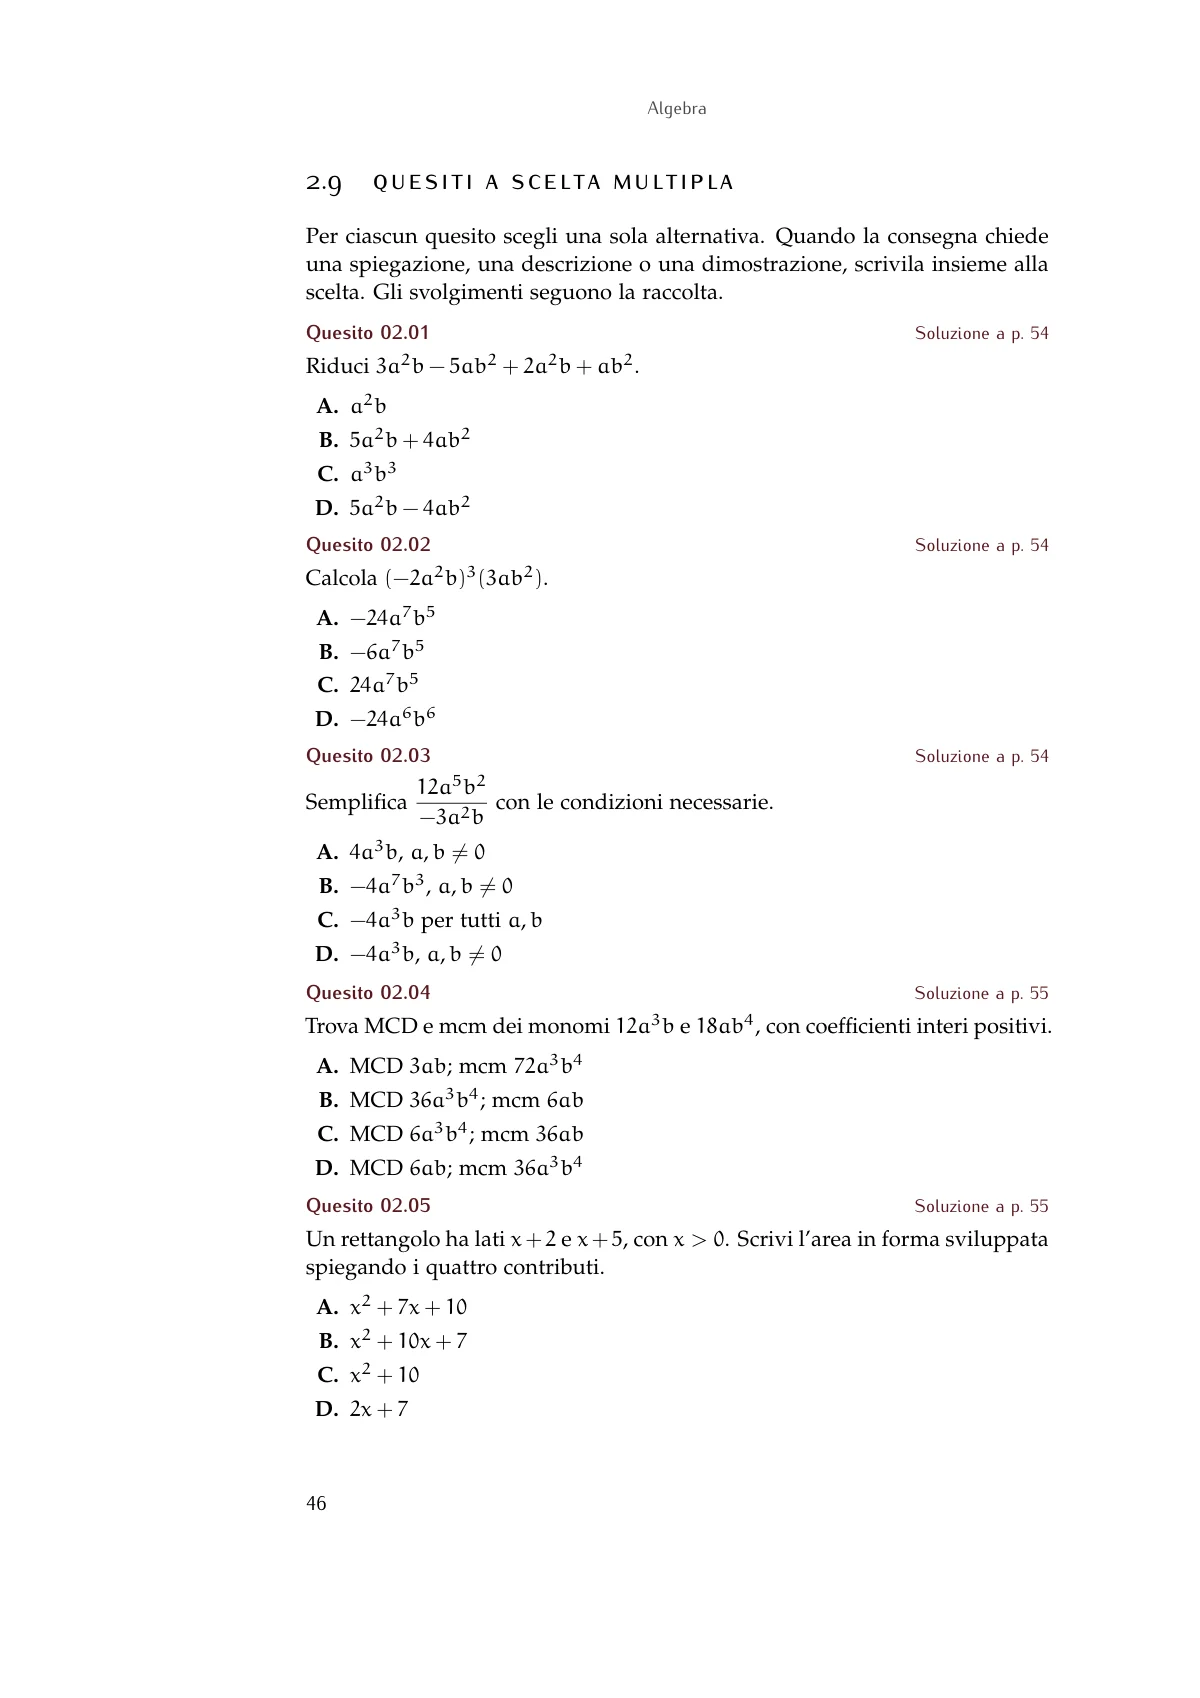 Algebra
2.9 QUESITI A SCELTA MULTIPLA
Per ciascun quesito scegli una sola alternativa. Quando la consegna chiede
una spiegazione, una descrizione o una dimostrazione, scrivila insieme alla
scelta. Gli svolgimenti seguono la raccolta.
Quesito 02.01 Soluzione a p. 54
Riduci 3a²b − 5ab² + 2a²b + ab².
A. a²b
B. 5a²b + 4ab²
C. a³b³
D. 5a²b − 4ab²
Quesito 02.02 Soluzione a p. 54
Calcola (−2a²b)³(3ab²).
A. −24a⁷b⁵
B. −6a⁷b⁵
C. 24a⁷b⁵
D. −24a⁶b⁶
Quesito 02.03 Soluzione a p. 54
Semplifica 12a⁵b²/−3a²b con le condizioni necessarie.
A. 4a³b, a, b ≠ 0
B. −4a⁷b³, a, b ≠ 0
C. −4a³b per tutti a, b
D. −4a³b, a, b ≠ 0
Quesito 02.04 Soluzione a p. 55
Trova MCD e mcm dei monomi 12a³b e 18ab⁴, con coefficienti interi positivi.
A. MCD 3ab; mcm 72a³b⁴
B. MCD 36a³b⁴; mcm 6ab
C. MCD 6a³b⁴; mcm 36ab
D. MCD 6ab; mcm 36a³b⁴
Quesito 02.05 Soluzione a p. 55
Un rettangolo ha lati x + 2 e x + 5, con x > 0. Scrivi l'area in forma sviluppata
spiegando i quattro contributi.
A. x² + 7x + 10
B. x² + 10x + 7
C. x² + 10
D. 2x + 7
46